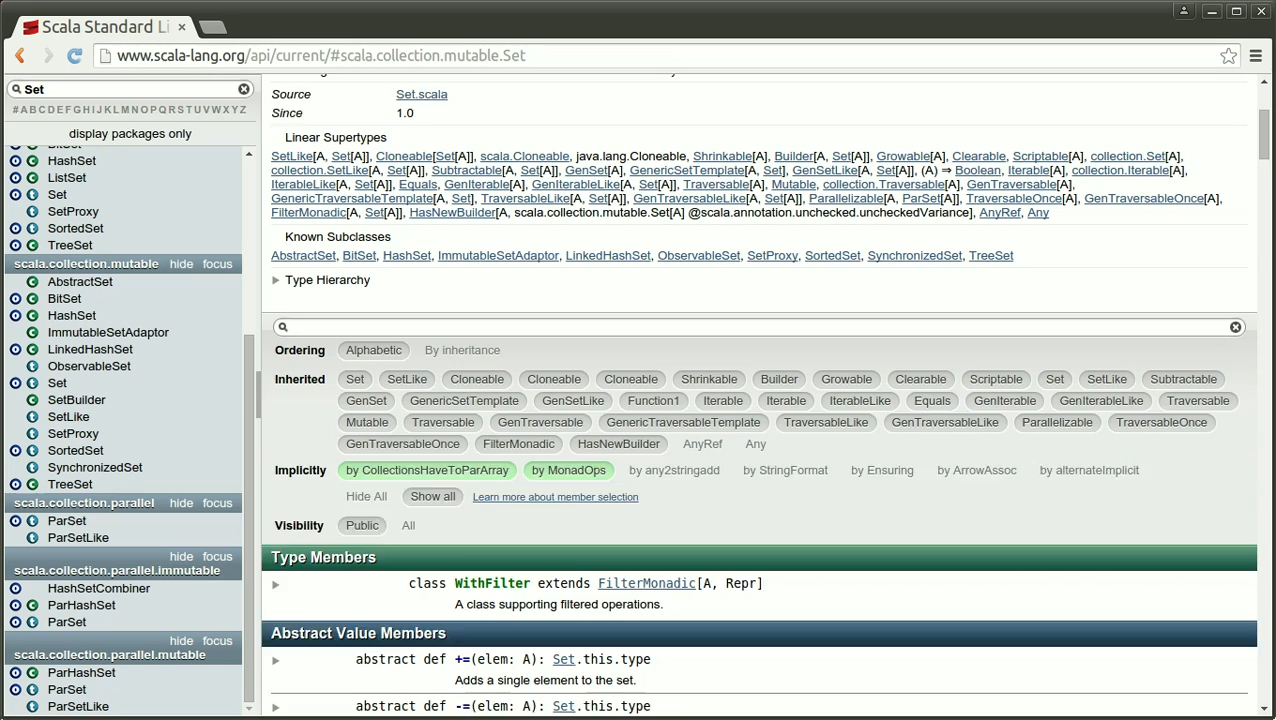 Scala Standard Li
www.scala-lang.org/api/current/#scala.collection.mutable.Set
Set
#ABCDEFGHIJKLMNOPQRSTUVWXYZ
display packages only
BitSet
HashSet
ListSet
Set
SetProxy
SortedSet
TreeSet
scala.collection.mutable hide focus
AbstractSet
BitSet
HashSet
ImmutableSetAdaptor
LinkedHashSet
ObservableSet
Set
SetBuilder
SetLike
SetProxy
SortedSet
SynchronizedSet
TreeSet
scala.collection.parallel hide focus
ParSet
ParSetLike
hide focus
scala.collection.parallel.immutable
HashSetCombiner
ParHashSet
ParSet
hide focus
scala.collection.parallel.mutable
ParHashSet
ParSet
ParSetLike
Source Set.scala
Since 1.0
Linear Supertypes
SetLike[A, Set[A]], Cloneable[Set[A]], scala.Cloneable, java.lang.Cloneable, Shrinkable[A], Builder[A, Set[A]], Growable[A], Clearable, Scriptable[A], collection.Set[A],
collection.SetLike[A, Set[A]], Subtractable[A, Set[A]], GenSet[A], GenericSetTemplate[A, Set], GenSetLike[A, Set[A]], (A) ⇒ Boolean, Iterable[A], collection.Iterable[A],
IterableLike[A, Set[A]], Equals, GenIterable[A], GenIterableLike[A, Set[A]], Traversable[A], Mutable, collection.Traversable[A], GenTraversable[A],
GenericTraversableTemplate[A, Set], TraversableLike[A, Set[A]], GenTraversableLike[A, Set[A]], Parallelizable[A, ParSet[A]], TraversableOnce[A], GenTraversableOnce[A],
FilterMonadic[A, Set[A]], HasNewBuilder[A, scala.collection.mutable.Set[A] @scala.annotation.unchecked.uncheckedVariance], AnyRef, Any
Known Subclasses
AbstractSet, BitSet, HashSet, ImmutableSetAdaptor, LinkedHashSet, ObservableSet, SetProxy, SortedSet, SynchronizedSet, TreeSet
Type Hierarchy
Ordering Alphabetic By inheritance
Inherited Set SetLike Cloneable Cloneable Cloneable Shrinkable Builder Growable Clearable Scriptable Set SetLike Subtractable
GenSet GenericSetTemplate GenSetLike Function1 Iterable Iterable IterableLike Equals GenIterable GenIterableLike Traversable
Mutable Traversable GenTraversable GenericTraversableTemplate TraversableLike GenTraversableLike Parallelizable TraversableOnce
GenTraversableOnce FilterMonadic HasNewBuilder AnyRef Any
Implicitly by CollectionsHaveToParArray by MonadOps by any2stringadd by StringFormat by Ensuring by ArrowAssoc by alternateImplicit
Hide All Show all Learn more about member selection
Visibility Public All
Type Members
class WithFilter extends FilterMonadic[A, Repr]
A class supporting filtered operations.
Abstract Value Members
abstract def +=(elem: A): Set.this.type
Adds a single element to the set.
abstract def -=(elem: A): Set.this.type